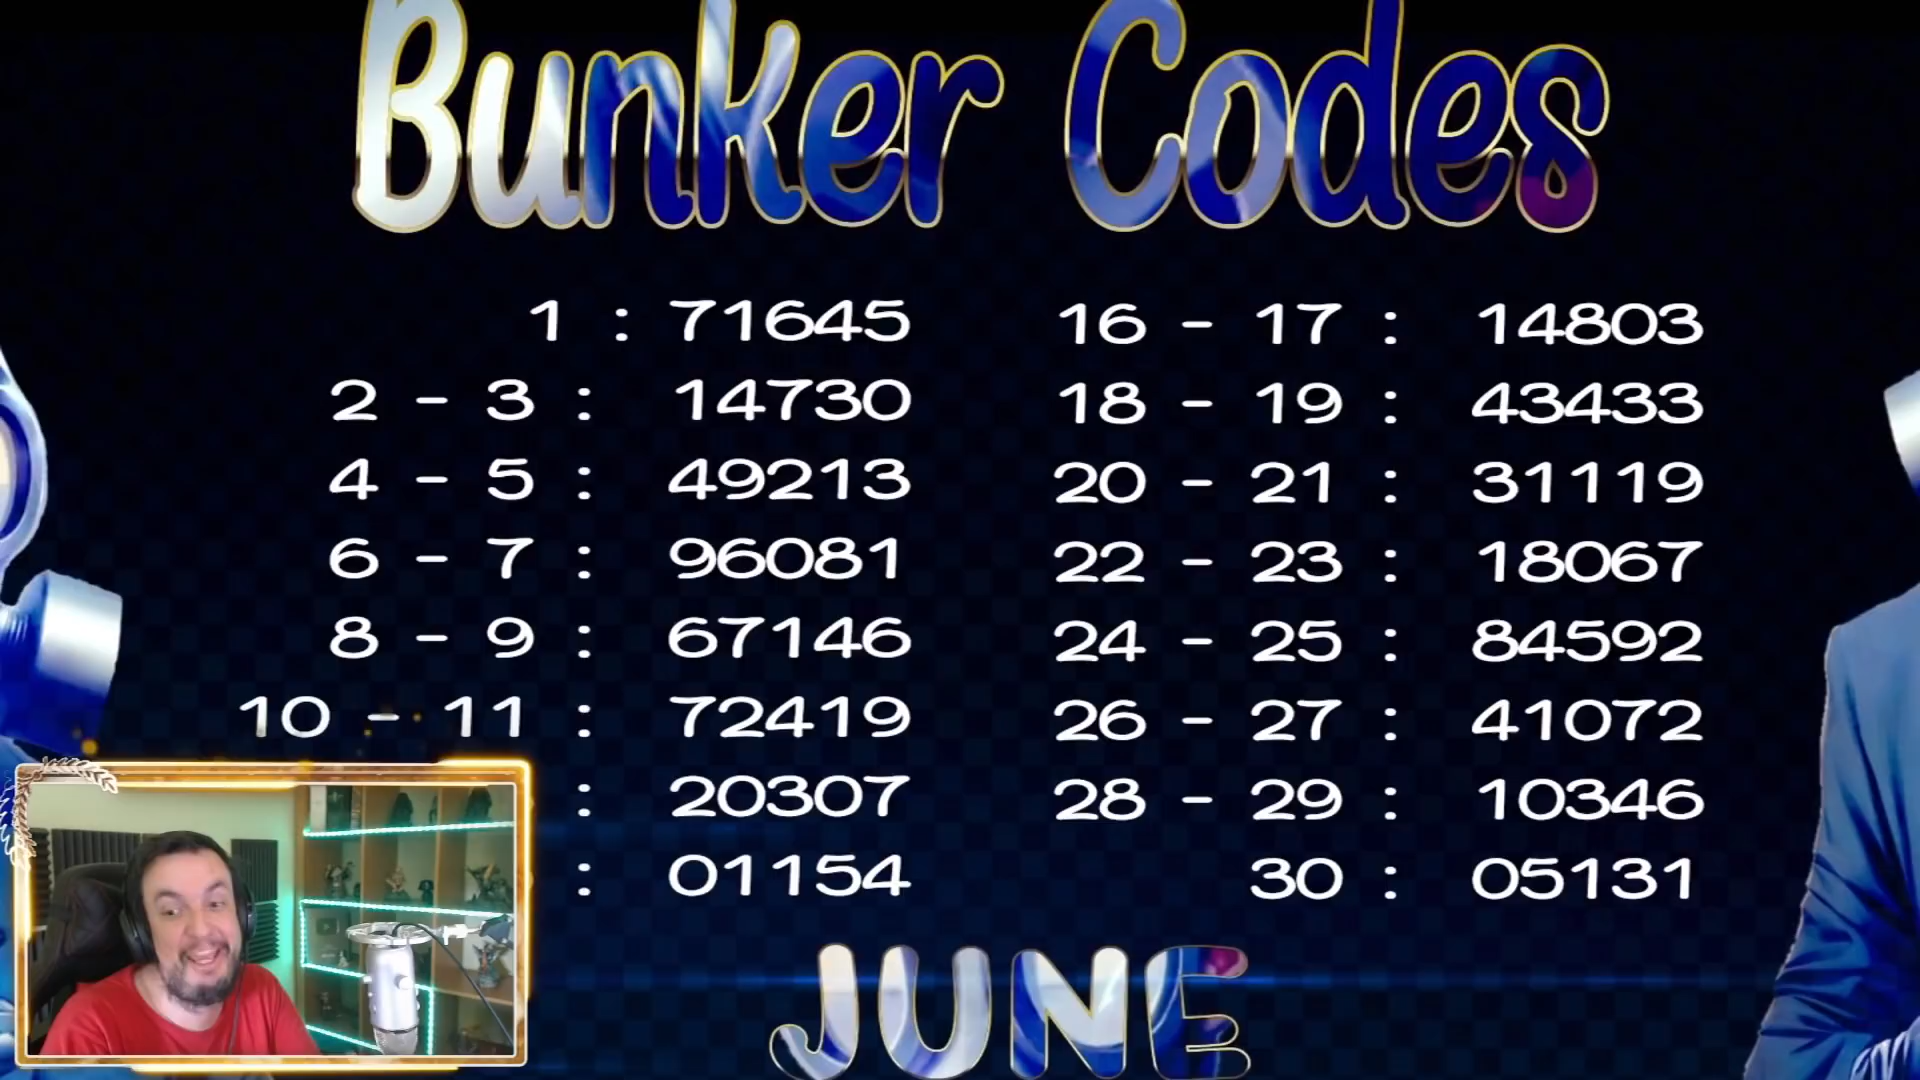 Bunker Codes
1 : 71645
2 - 3 : 14730
4 - 5 : 49213
6 - 7 : 96081
8 - 9 : 67146
10 - 11 : 72419
: 20307
: 01154
16 - 17 : 14803
18 - 19 : 43433
20 - 21 : 31119
22 - 23 : 18067
24 - 25 : 84592
26 - 27 : 41072
28 - 29 : 10346
30 : 05131
JUNE